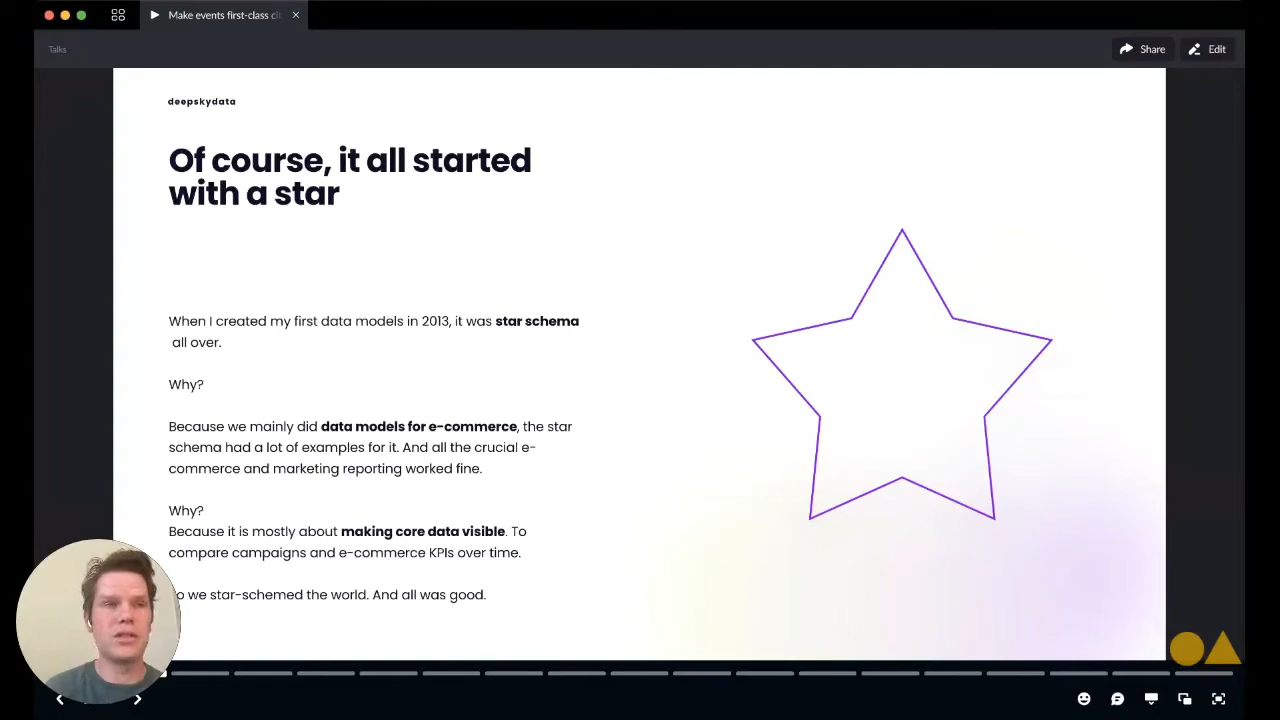 Make events first-class ci
Talks
Share
Edit
deepskydata
Of course, it all started
with a star
When I created my first data models in 2013, it was star schema
all over.
Why?
Because we mainly did data models for e-commerce, the star
schema had a lot of examples for it. And all the crucial e-
commerce and marketing reporting worked fine.
Why?
Because it is mostly about making core data visible. To
compare campaigns and e-commerce KPIs over time.
o we star-schemed the world. And all was good.